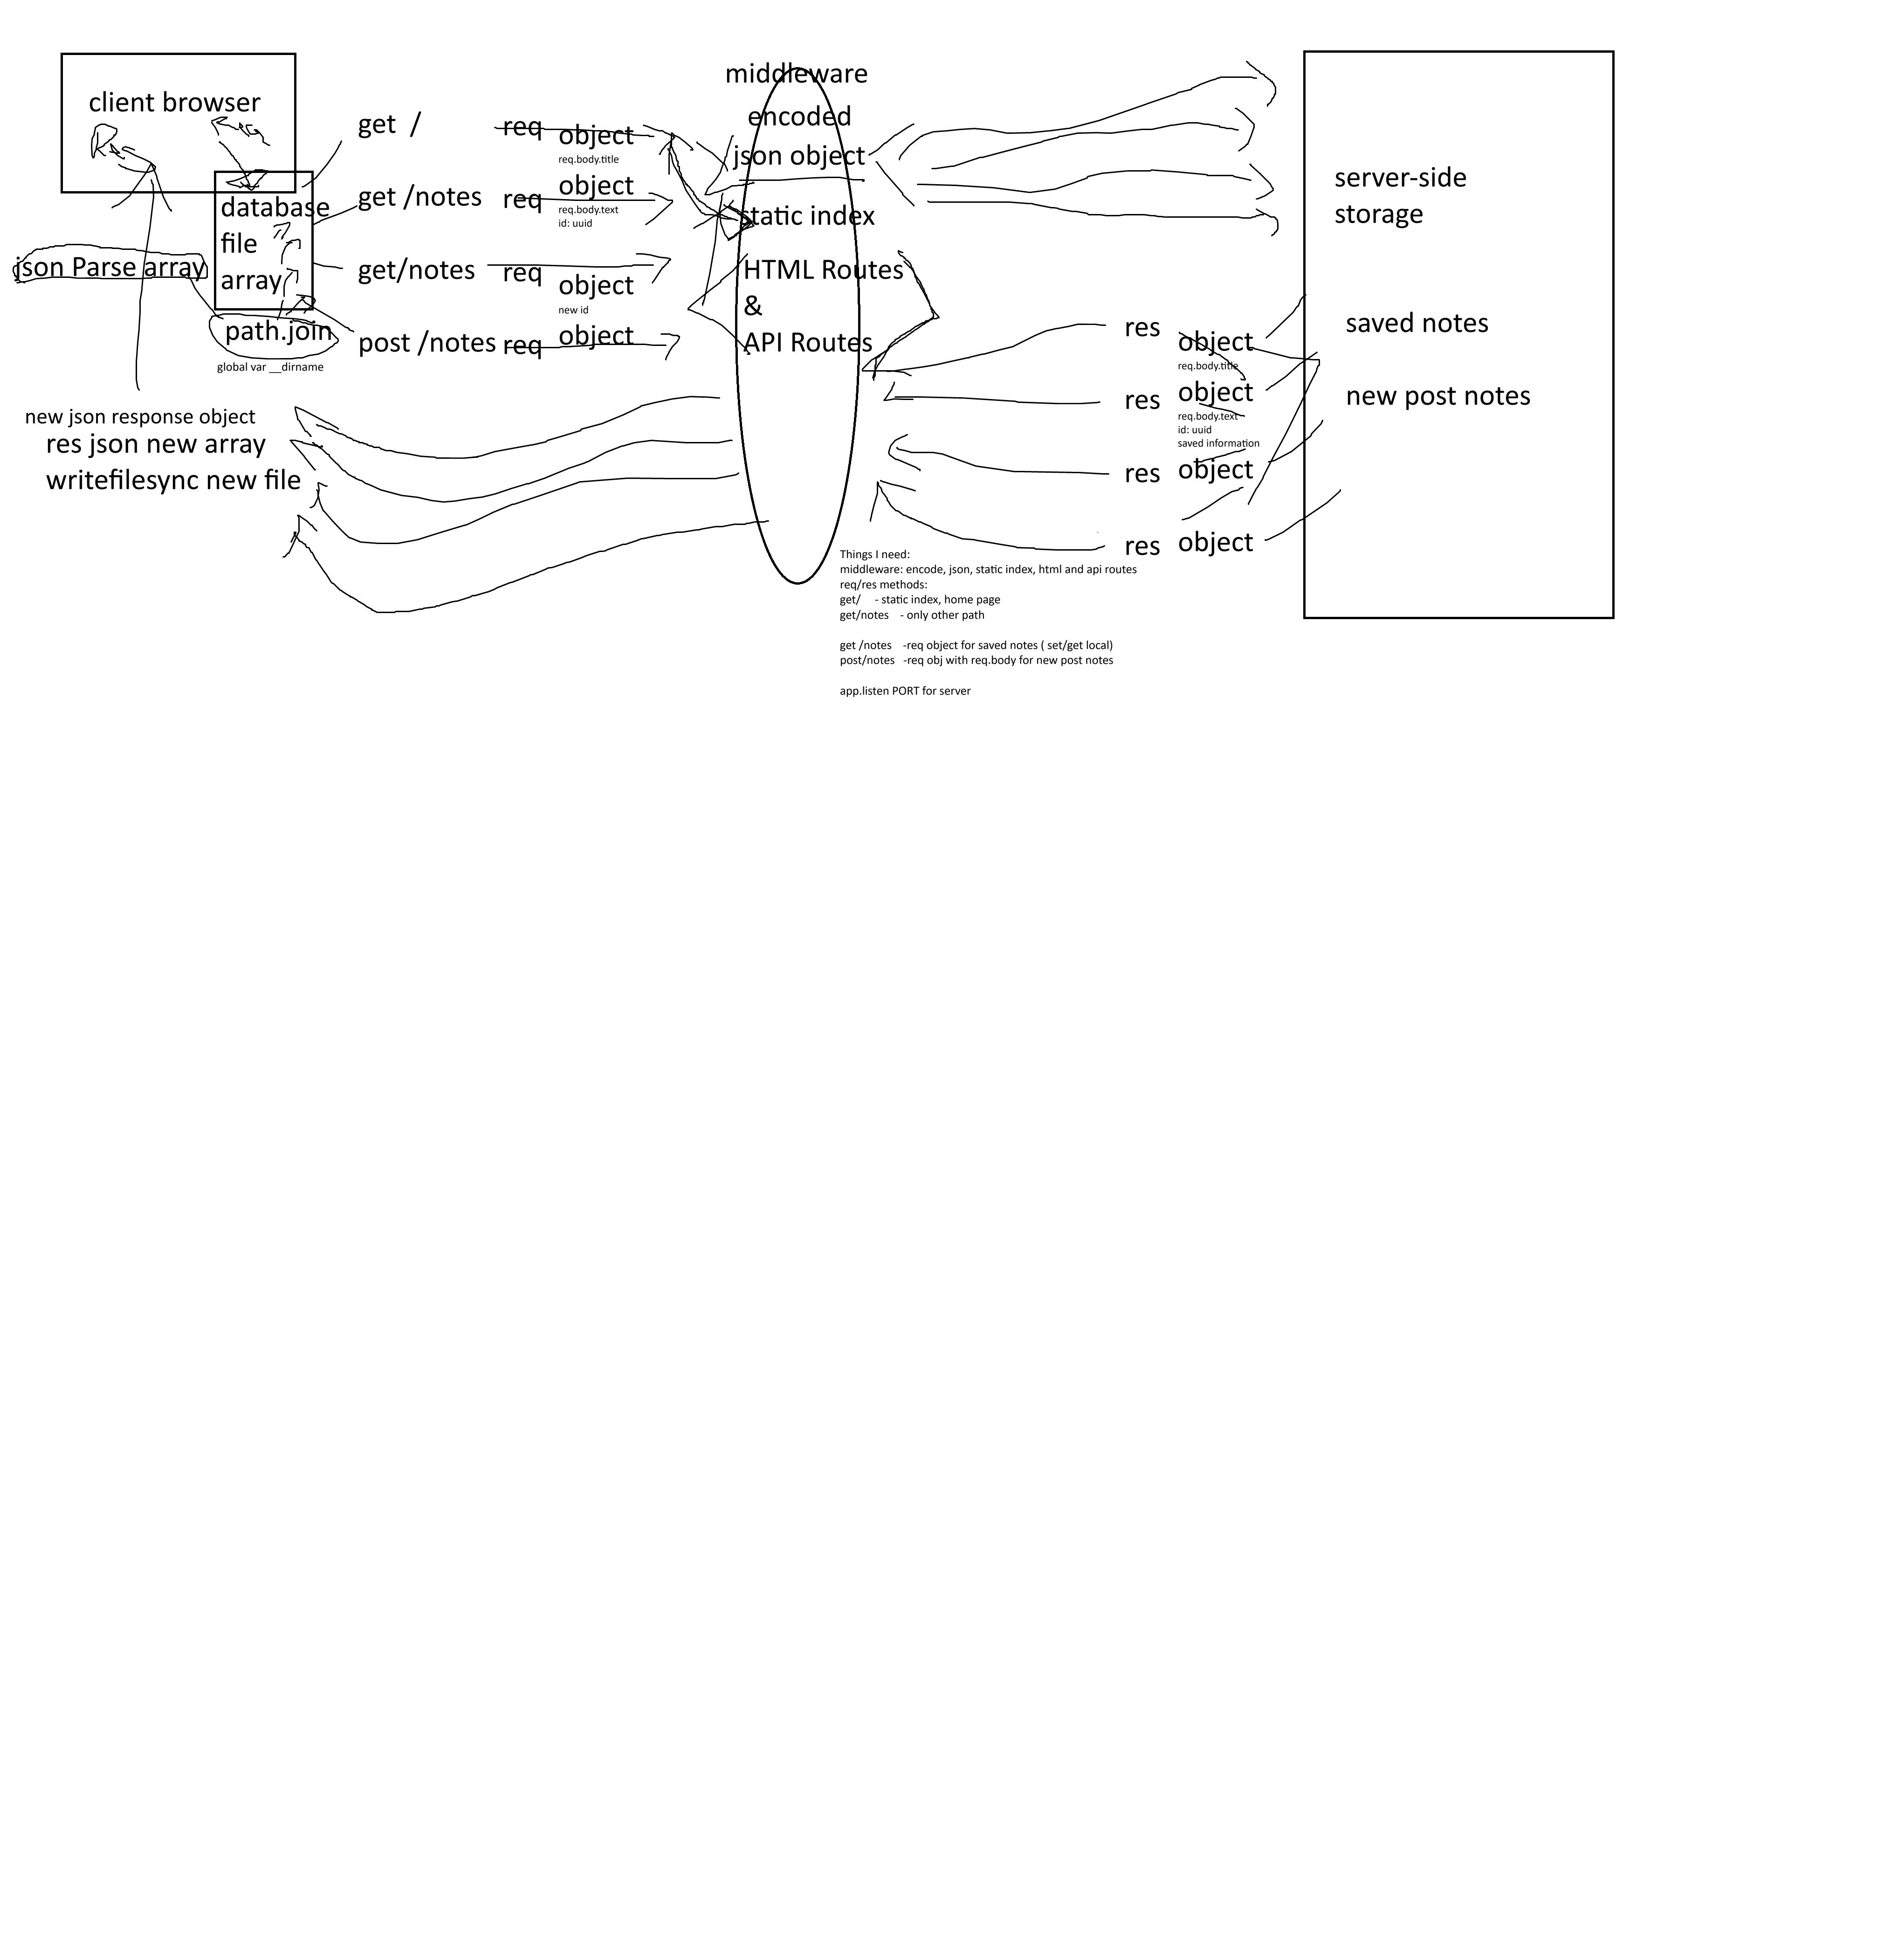 client browser
database
file
array
json Parse array
path.join
global var __dirname
new json response object
res json new array
writefilesync new file
get /
req
object
req.body.title
get /notes
req
object
req.body.text
id: uuid
get/notes
req
object
new id
post /notes
req
object
middleware
encoded
json object
static index
HTML Routes
&
API Routes
res
object
req.body.title
res
object
req.body.text
id: uuid
saved information
res
object
res
object
server-side
storage
saved notes
new post notes
Things I need:
middleware: encode, json, static index, html and api routes
req/res methods:
get/ - static index, home page
get/notes - only other path
get /notes -req object for saved notes ( set/get local)
post/notes -req obj with req.body for new post notes
app.listen PORT for server